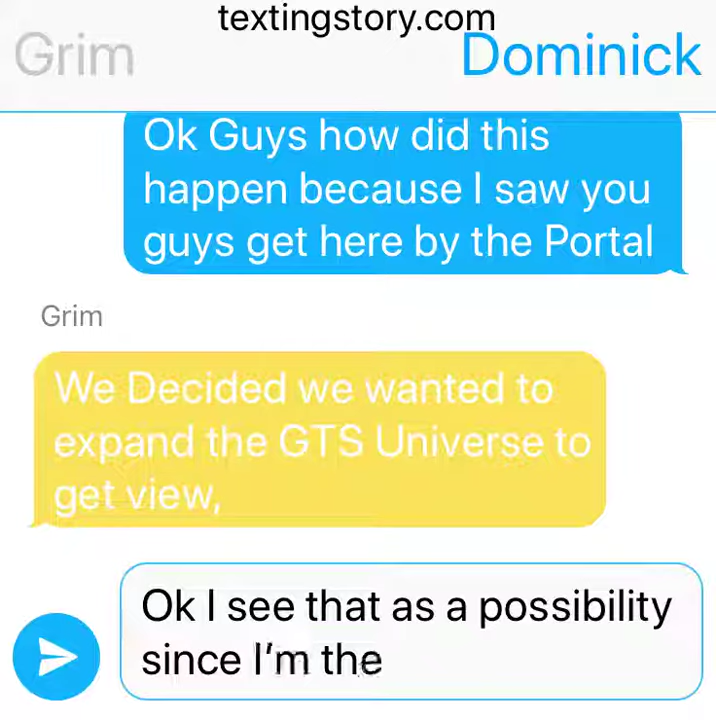 textingstory.com
Grim Dominick
Ok Guys how did this
happen because I saw you
guys get here by the Portal
Grim
We Decided we wanted to
expand the GTS Universe to
get view,
Ok I see that as a possibility
since I'm the